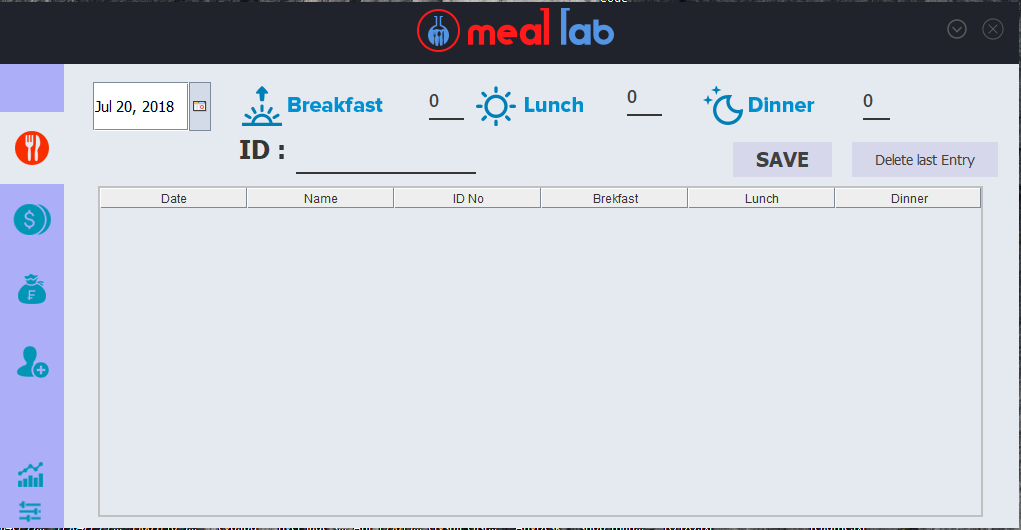 meal lab
Jul 20, 2018
Breakfast 0
Lunch 0
Dinner 0
ID :
SAVE
Delete last Entry
Date Name ID No Brekfast Lunch Dinner